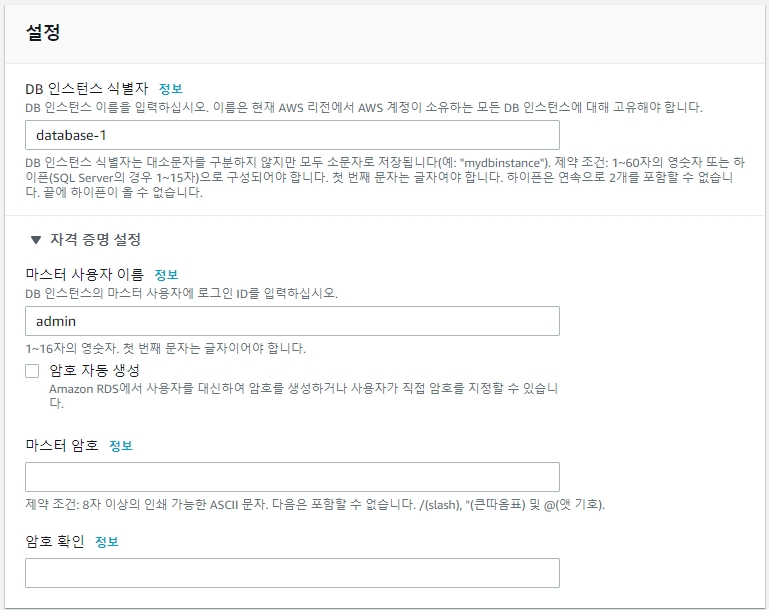 설정
DB 인스턴스 식별자 정보
DB 인스턴스 이름을 입력하십시오. 이름은 현재 AWS 리전에서 AWS 계정이 소유하는 모든 DB 인스턴스에 대해 고유해야 합니다.
database-1
DB 인스턴스 식별자는 대소문자를 구분하지 않지만 모두 소문자로 저장됩니다(예: "mydbinstance"). 제약 조건: 1~60자의 영숫자 또는 하
이픈(SQL Server의 경우 1~15자)으로 구성되어야 합니다. 첫 번째 문자는 글자여야 합니다. 하이픈은 연속으로 2개를 포함할 수 없습니
다. 끝에 하이픈이 올 수 없습니다.
▼ 자격 증명 설정
마스터 사용자 이름 정보
DB 인스턴스의 마스터 사용자에 로그인 ID를 입력하십시오.
admin
1~16자의 영숫자. 첫 번째 문자는 글자이어야 합니다.
암호 자동 생성
Amazon RDS에서 사용자를 대신하여 암호를 생성하거나 사용자가 직접 암호를 지정할 수 있습니
다.
마스터 암호 정보
제약 조건: 8자 이상의 인쇄 가능한 ASCII 문자. 다음은 포함할 수 없습니다. /(slash), "(큰따옴표) 및 @(앳 기호).
암호 확인 정보